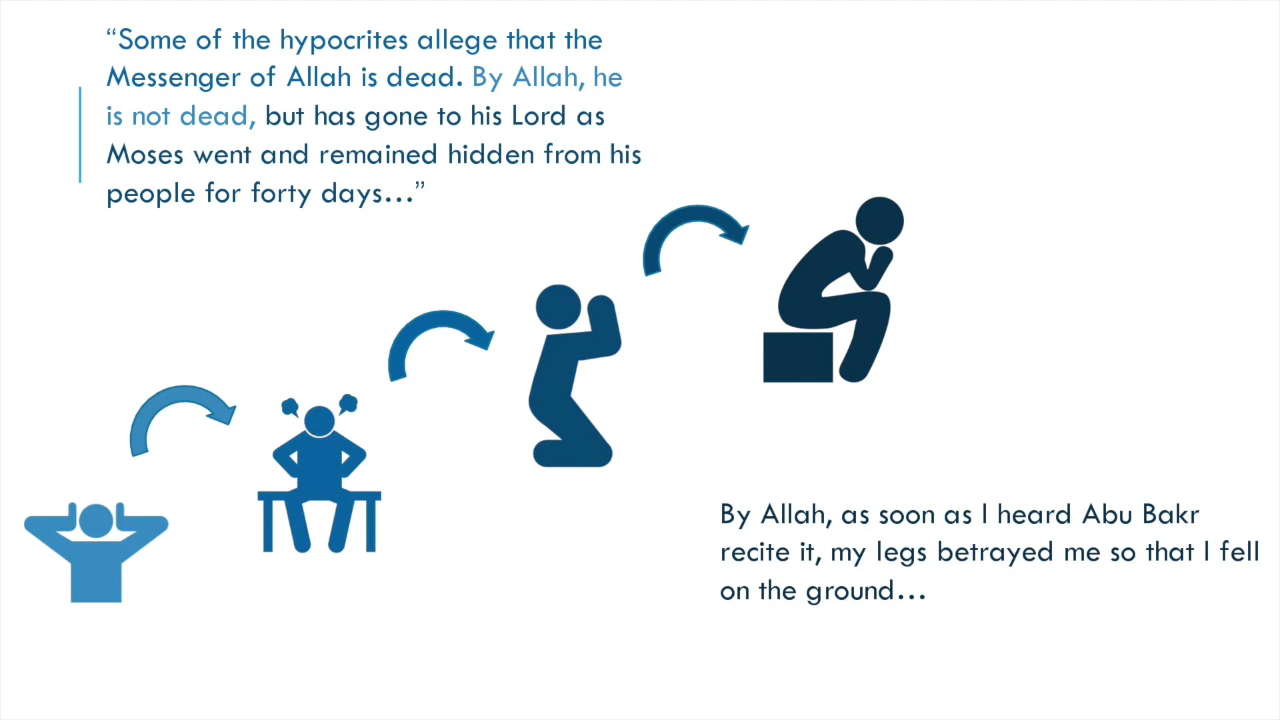 “Some of the hypocrites allege that the
Messenger of Allah is dead. By Allah, he
is not dead, but has gone to his Lord as
Moses went and remained hidden from his
people for forty days…”
By Allah, as soon as I heard Abu Bakr
recite it, my legs betrayed me so that I fell
on the ground…